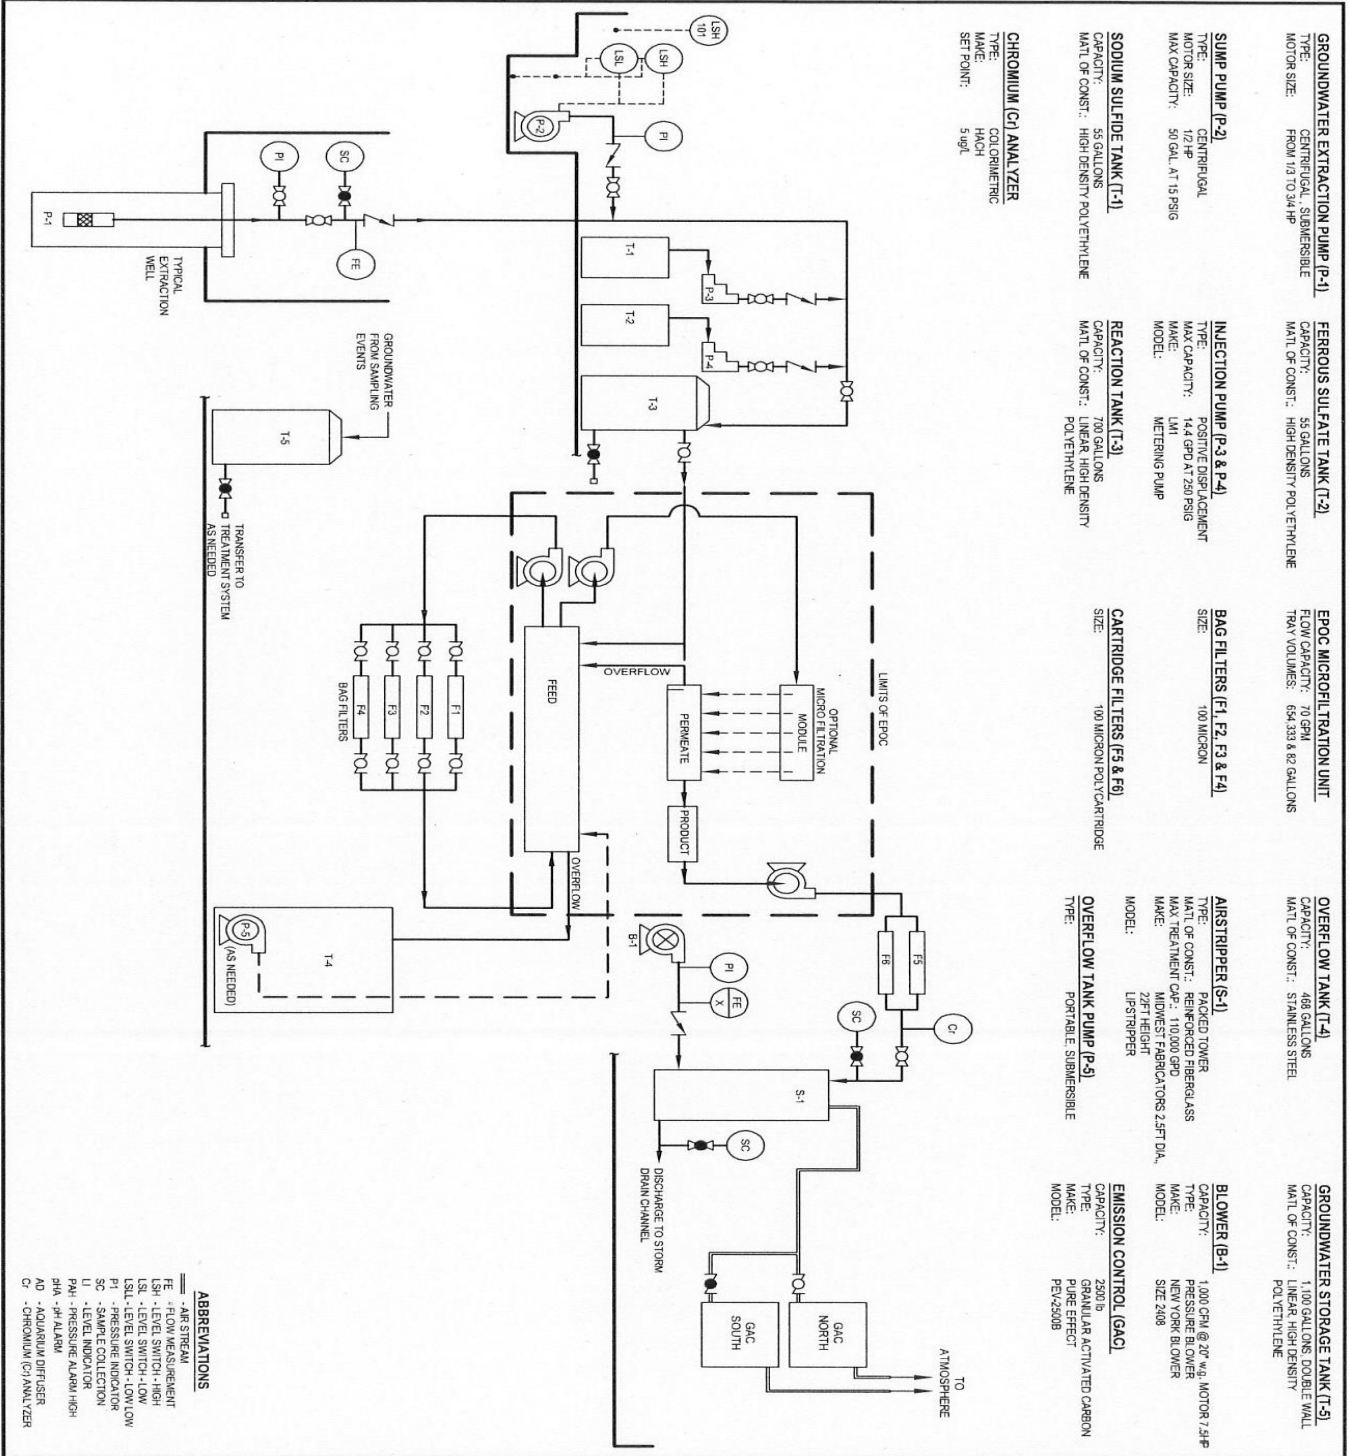 GROUNDWATER EXTRACTION PUMP (P-1)
TYPE: CENTRIFUGAL, SUBMERSIBLE
MOTOR SIZE: FROM 1/3 TO 3/4 HP
FERROUS SULFATE TANK (T-2)
CAPACITY: 55 GALLONS
MATL OF CONST.: HIGH DENSITY POLYETHYLENE
EPOC MICROFILTRATION UNIT
FLOW CAPACITY: 70 GPM
TRAY VOLUMES: 654,333 & 82 GALLONS
OVERFLOW TANK (T-4)
CAPACITY: 468 GALLONS
MATL OF CONST.: STAINLESS STEEL
GROUNDWATER STORAGE TANK (T-5)
CAPACITY: 1,100 GALLONS, DOUBLE WALL
MATL OF CONST.: LINEAR, HIGH DENSITY
POLYETHYLENE
SUMP PUMP (P-2)
TYPE: CENTRIFUGAL
MOTOR SIZE: 1/2 HP
MAX CAPACITY: 50 GAL. AT 15 PSIG
INJECTION PUMP (P-3 & P-4)
TYPE: POSITIVE DISPLACEMENT
MAX CAPACITY: 14.4 GPD AT 250 PSIG
MAKE: LMI
MODEL: METERING PUMP
BAG FILTERS (F1, F2, F3 & F4)
SIZE: 100 MICRON
AIRSTRIPPER (S-1)
TYPE: PACKED TOWER
MATL OF CONST.: REINFORCED FIBERGLASS
MAX TREATMENT CAP.: 110,000 GPD
MAKE: MIDWEST FABRICATORS 2.5FT DIA.,
22FT HEIGHT
MODEL: LIPSTRIPPER
BLOWER (B-1)
CAPACITY: 1,000 CFM @ 20" w.g. MOTOR 7.5HP
TYPE: PRESSURE BLOWER
MAKE: NEW YORK BLOWER
MODEL: SIZE 2408
SODIUM SULFIDE TANK (T-1)
CAPACITY: 55 GALLONS
MATL OF CONST.: HIGH DENSITY POLYETHYLENE
REACTION TANK (T-3)
CAPACITY: 700 GALLONS
MATL OF CONST.: LINEAR, HIGH DENSITY
POLYETHYLENE
CARTRIDGE FILTERS (F5 & F6)
SIZE: 100 MICRON POLYCARTRIDGE
OVERFLOW TANK PUMP (P-5)
TYPE: PORTABLE, SUBMERSIBLE
EMISSION CONTROL (GAC)
CAPACITY: 2500 lb
TYPE: GRANULAR ACTIVATED CARBON
MAKE: PURE EFFECT
MODEL: PEV-2500B
CHROMIUM (Cr) ANALYZER
TYPE: COLORIMETRIC
MAKE: HACH
SET POINT: 5 ug/L
LSH
101
LSH
LSL
P-2
PI
T-1
P-3
T-2
P-4
T-3
PI
SC
FE
P-1
TYPICAL
EXTRACTION
WELL
GROUNDWATER
FROM SAMPLING
EVENTS
T-5
TRANSFER TO
TREATMENT SYSTEM
AS NEEDED
LIMITS OF EPOC
OPTIONAL
MICRO FILTRATION
MODULE
PERMEATE
PRODUCT
OVERFLOW
FEED
OVERFLOW
F1
F2
F3
F4
BAG FILTERS
T-4
P-5
(AS NEEDED)
F5
F6
Cr
SC
B-1
PI
FE
X
S-1
SC
DISCHARGE TO STORM
DRAIN CHANNEL
GAC
NORTH
GAC
SOUTH
TO
ATMOSPHERE
ABBREVIATIONS
- AIR STREAM
FE - FLOW MEASUREMENT
LSH - LEVEL SWITCH - HIGH
LSL - LEVEL SWITCH - LOW
LSLL - LEVEL SWITCH - LOW LOW
P1 - PRESSURE INDICATOR
SC - SAMPLE COLLECTION
LI - LEVEL INDICATOR
PAH - PRESSURE ALARM HIGH
pHA - pH ALARM
AD - AQUARIUM DIFFUSER
Cr - CHROMIUM (Cr) ANALYZER